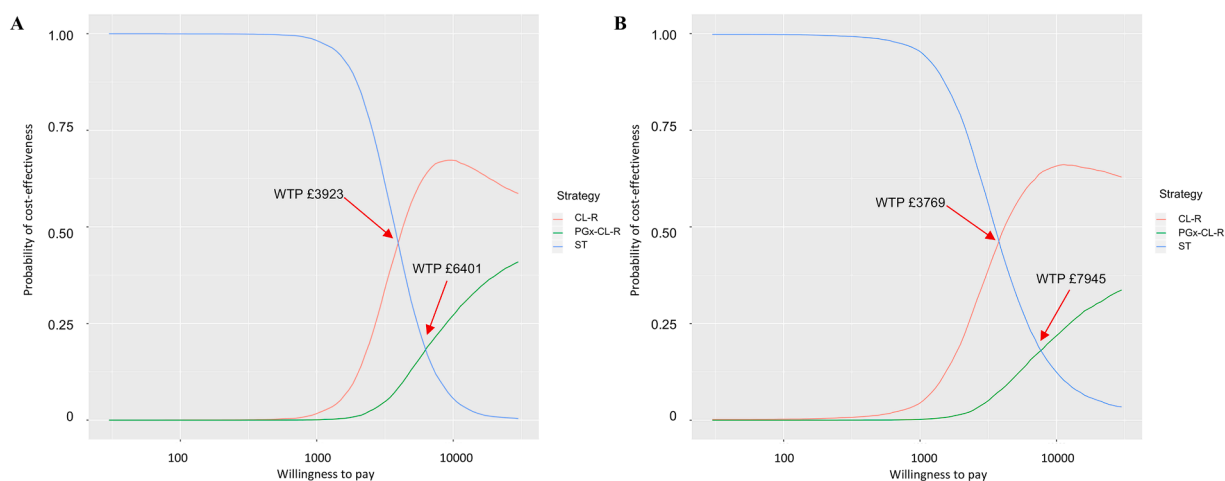 A
Probability of cost-effectiveness
1.00
0.75
0.50
0.25
0
WTP £3923
WTP £6401
100
1000
10000
Willingness to pay
Strategy
CL-R
PGx-CL-R
ST
B
Probability of cost-effectiveness
1.00
0.75
0.50
0.25
0
WTP £3769
WTP £7945
100
1000
10000
Willingness to pay
Strategy
CL-R
PGx-CL-R
ST